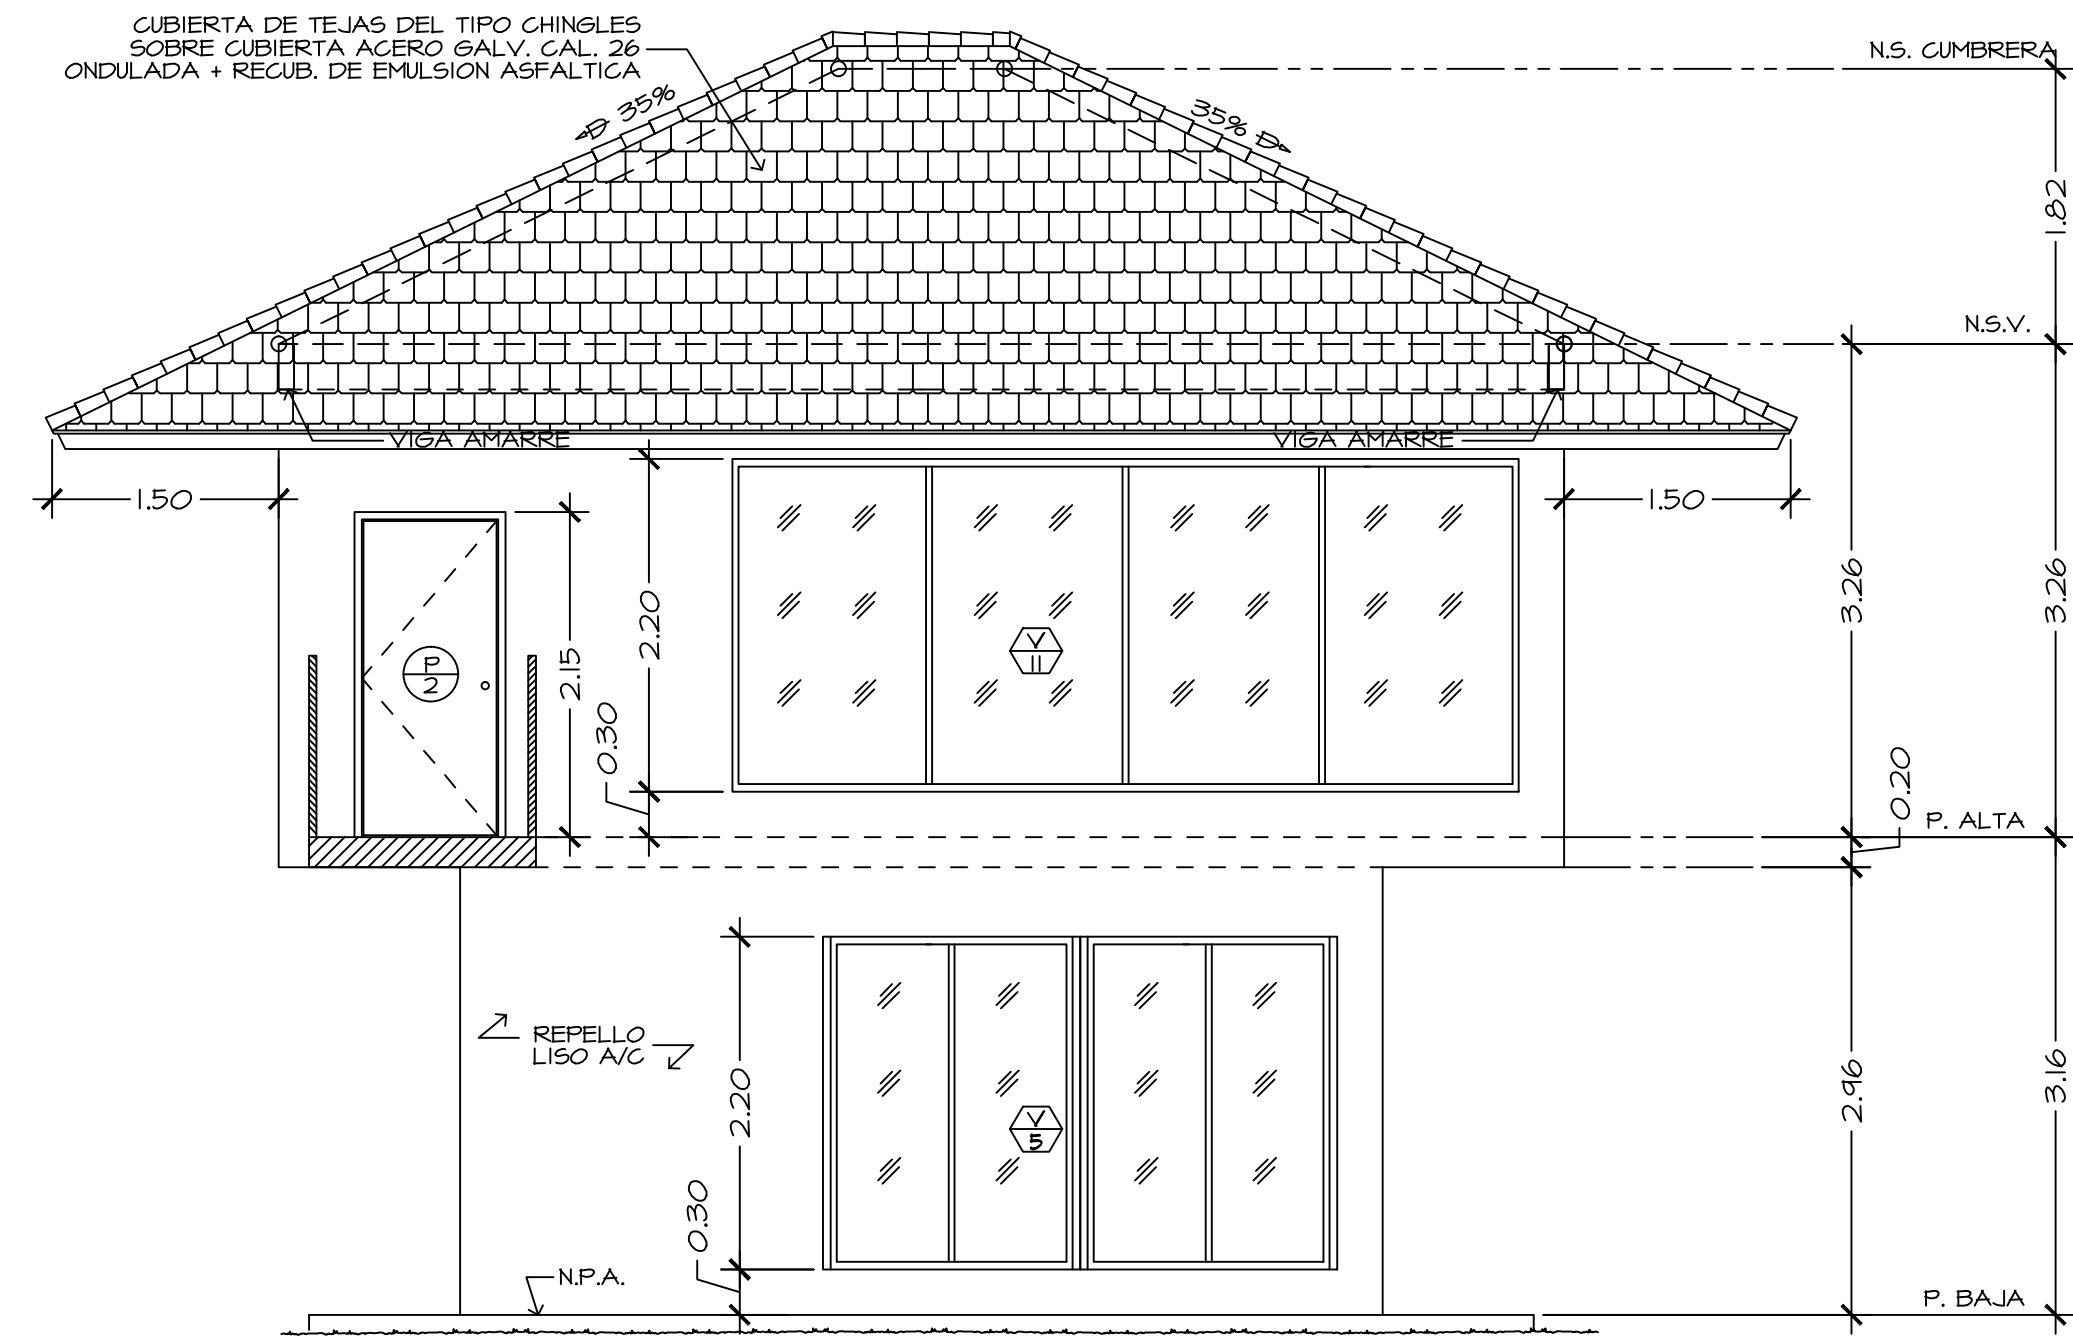 CUBIERTA DE TEJAS DEL TIPO CHINGLES
SOBRE CUBIERTA ACERO GALV. CAL. 26
ONDULADA + RECUB. DE EMULSION ASFALTICA
N.S. CUMBRERA
35%
35%
1.82
N.S.V.
VIGA AMARRE
VIGA AMARRE
1.50
1.50
2.20
2.15
3.26
3.26
P
2
V
11
0.30
0.20
P. ALTA
REPELLO
LISO A/C
2.20
2.96
3.16
V
5
0.30
N.P.A.
P. BAJA